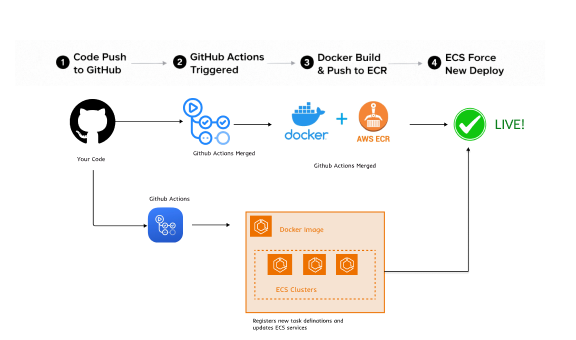 1 Code Push
to GitHub
2 GitHub Actions
Triggered
3 Docker Build
& Push to ECR
4 ECS Force
New Deploy
docker
+
AWS ECR
LIVE!
Your Code
Github Actions Merged
Github Actions Merged
Github Actions
Docker image
ECS Clusters
Registers new task definations and
updates ECS services